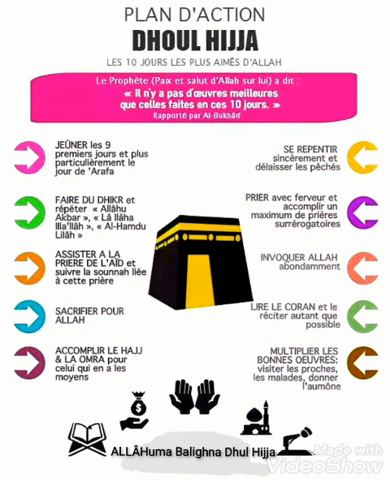 PLAN D'ACTION
DHOUL HIJJA
LES 10 JOURS LES PLUS AIMÉS D'ALLAH
Le Prophète (Paix et salut d'Allah sur lui) a dit :
« Il n'y a pas d'œuvres meilleures
que celles faites en ces 10 jours. »
Rapporté par Al-Bukhârî
JEÛNER les 9
premiers jours et plus
particulièrement le
jour de 'Arafa
FAIRE DU DHIKR et
répéter « Allâhu
Akbar », « Lâ Ilâha
Illa'llâh », « Al-Hamdu
Lilâh »
ASSISTER A LA
PRIERE DE L'AÏD et
suivre la sounnah liée
à cette prière
SACRIFIER POUR
ALLAH
ACCOMPLIR LE HAJJ
& LA OMRA pour
celui qui en a les
moyens
SE REPENTIR
sincèrement et
délaisser les pêchés
PRIER avec ferveur et
accomplir un
maximum de prières
surrérogatoires
INVOQUER ALLAH
abondamment
LIRE LE CORAN et le
réciter autant que
possible
MULTIPLIER LES
BONNES OEUVRES:
visiter les proches,
les malades, donner
l'aumône
ALLÂHuma Balighna Dhul Hijja
Made with
VideoShow